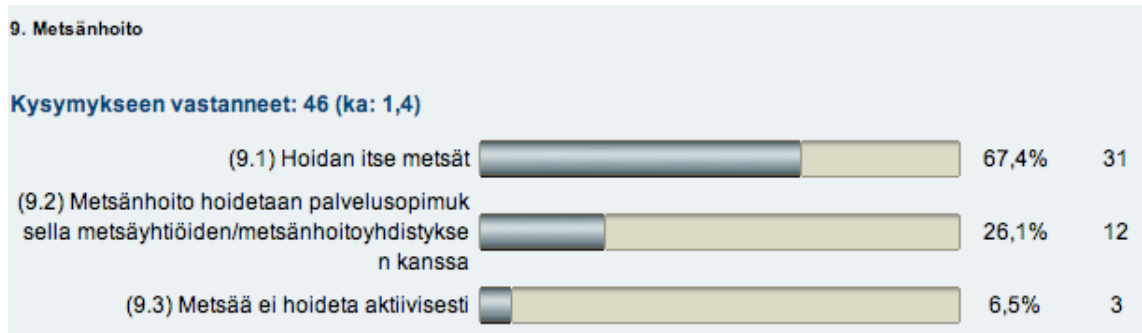 9. Metsänhoito
Kysymykseen vastanneet: 46 (ka: 1,4)
(9.1) Hoidan itse metsät 67,4% 31
(9.2) Metsänhoito hoidetaan palvelusopimuk
sella metsäyhtiöiden/metsänhoitoyhdistykse 26,1% 12
n kanssa
(9.3) Metsää ei hoideta aktiivisesti 6,5% 3